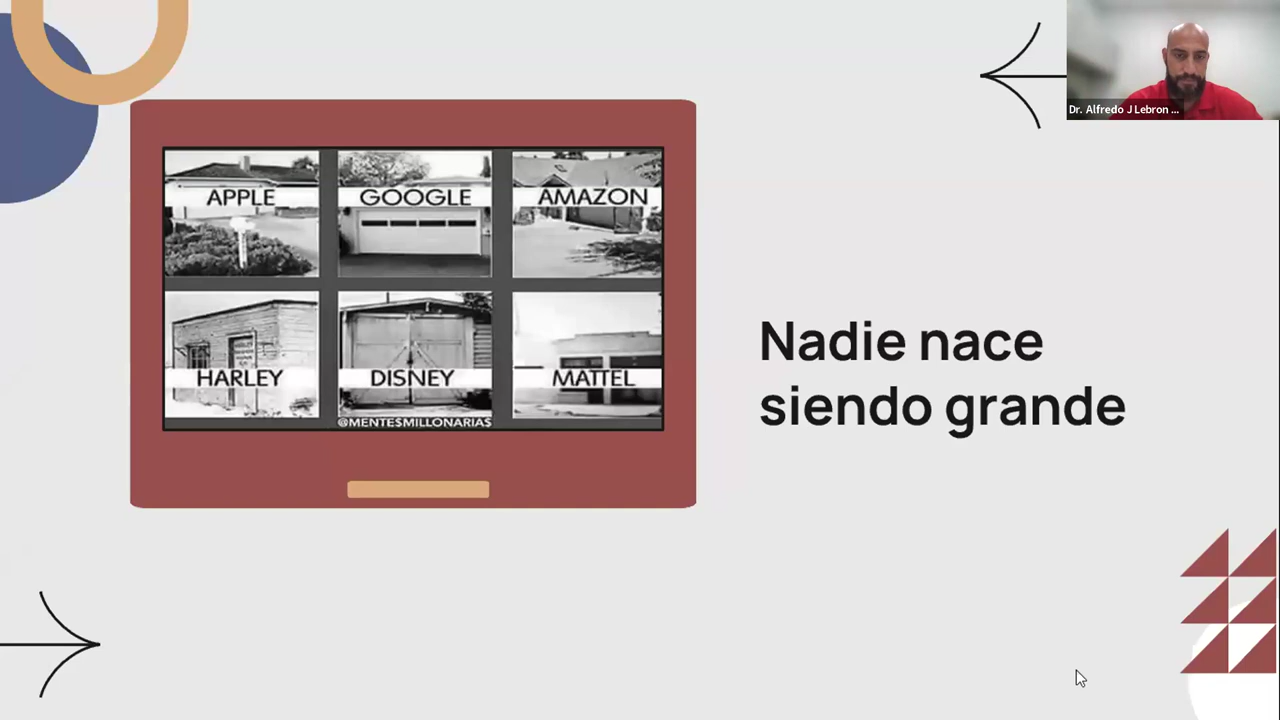 Dr. Alfredo J Lebron ...
APPLE
GOOGLE
AMAZON
HARLEY
DISNEY
MATTEL
@MENTESMILLONARIAS
Nadie nace
siendo grande